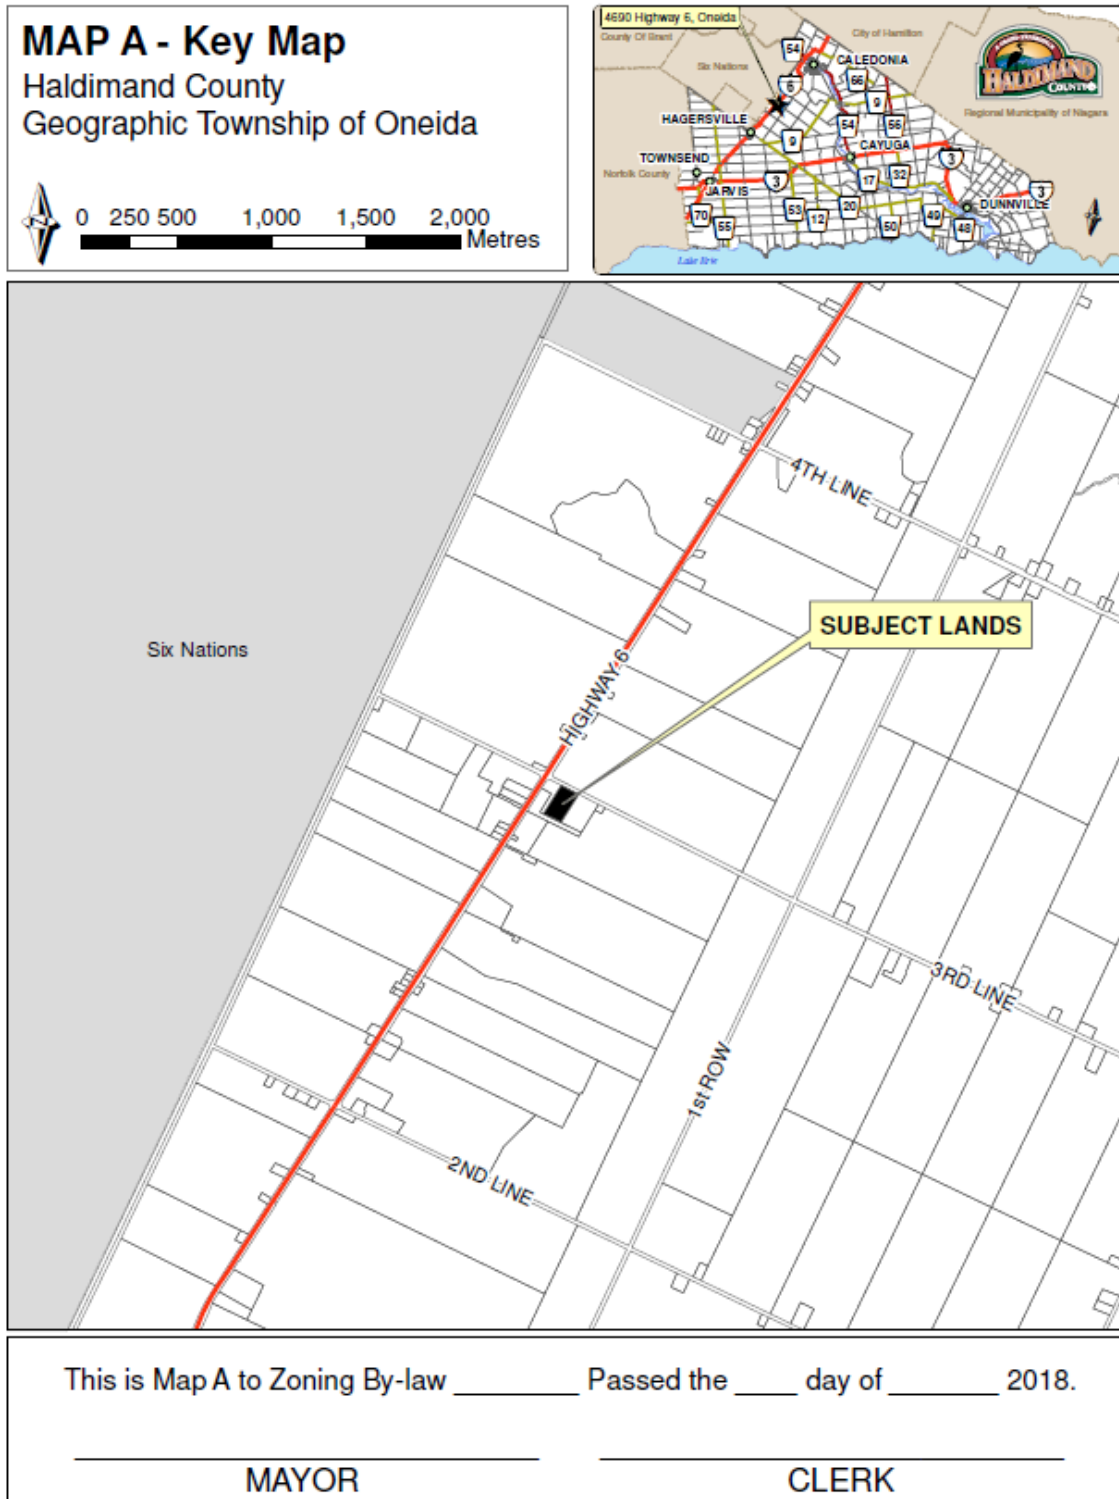 MAP A - Key Map
Haldimand County
Geographic Township of Oneida
N
0 250 500 1,000 1,500 2,000
Metres
4690 Highway 6, Oneida
County Of Brant
City of Hamilton
54
CALEDONIA
Six Nations
66
6
9
HALDIMAND
COUNTY
Regional Municipality of Niagara
HAGERSVILLE
54
56
9
CAYUGA
TOWNSEND
3
Norfolk County
3
17
32
3
JARVIS
DUNNVILLE
70
55
53
12
20
50
49
48
Lake Erie
4TH LINE
SUBJECT LANDS
Six Nations
HIGHWAY 6
3RD LINE
1st ROW
2ND LINE
This is Map A to Zoning By-law ________ Passed the ____ day of _______ 2018.
MAYOR CLERK